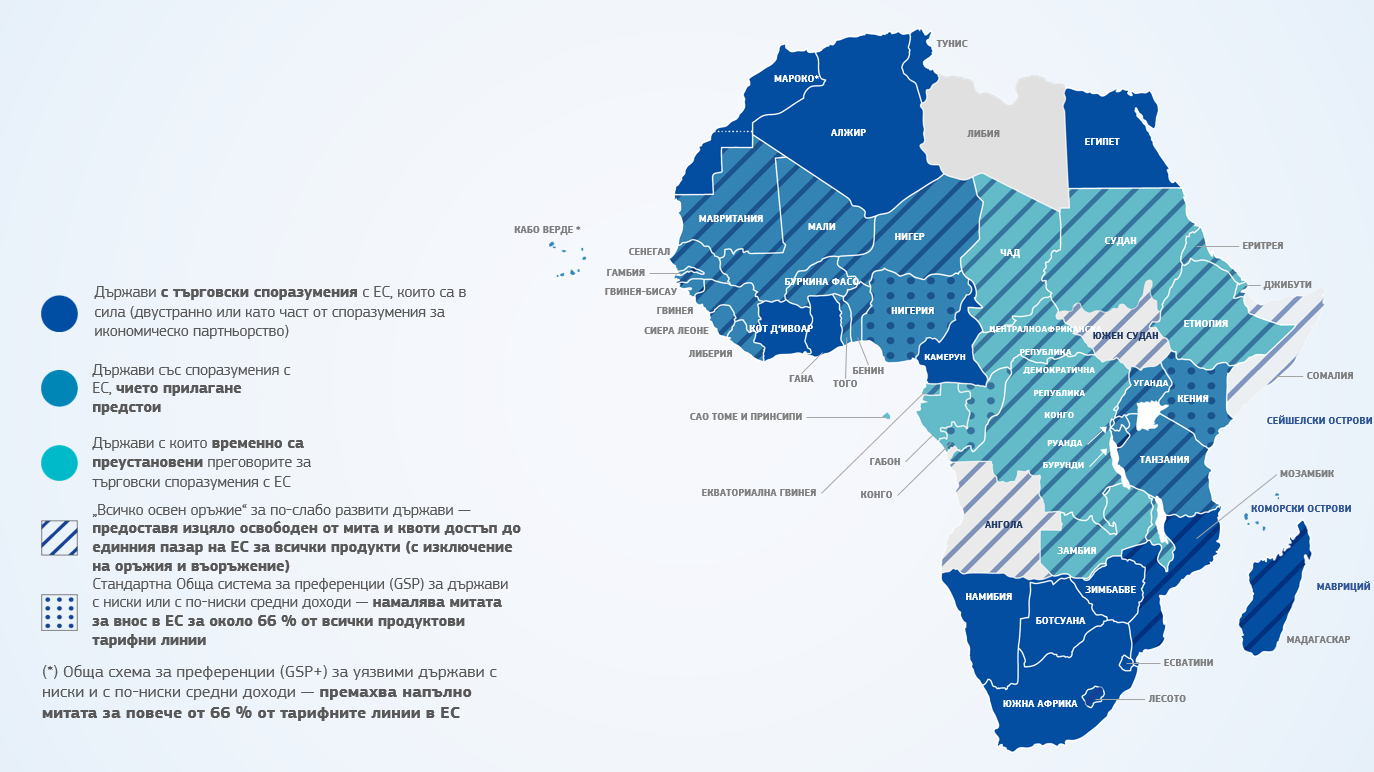 Държави с търговски споразумения с ЕС, които са в
сила (двустранно или като част от споразумения за
икономическо партньорство)
Държави със споразумения с
ЕС, чието прилагане
предстои
Държави с които временно са
преустановени преговорите за
търговски споразумения с ЕС
„Всичко освен оръжие“ за по-слабо развити държави —
предоставя изцяло освободен от мита и квоти достъп до
единния пазар на ЕС за всички продукти (с изключение
на оръжия и въоръжение)
Стандартна Обща система за преференции (GSP) за държави
с ниски или с по-ниски средни доходи — намалява митата
за внос в ЕС за около 66 % от всички продуктови
тарифни линии
(*) Обща схема за преференции (GSP+) за уязвими държави с
ниски и с по-ниски средни доходи — премахва напълно
митата за повече от 66 % от тарифните линии в ЕС
ТУНИС
МАРОКО*
АЛЖИР
ЛИБИЯ
ЕГИПЕТ
МАВРИТАНИЯ
МАЛИ
НИГЕР
ЧАД
СУДАН
ЕРИТРЕЯ
КАБО ВЕРДЕ *
СЕНЕГАЛ
ГАМБИЯ
ГВИНЕЯ-БИСАУ
ГВИНЕЯ
СИЕРА ЛЕОНЕ
ЛИБЕРИЯ
БУРКИНА ФАСО
КОТ Д'ИВОАР
НИГЕРИЯ
ДЖИБУТИ
ЕТИОПИЯ
ЦЕНТРАЛНОАФРИКАНСКА
РЕПУБЛИКА
ЮЖЕН СУДАН
КАМЕРУН
ГАНА
ТОГО
БЕНИН
ДЕМОКРАТИЧНА
РЕПУБЛИКА
КОНГО
УГАНДА
КЕНИЯ
СОМАЛИЯ
САО ТОМЕ И ПРИНСИПИ
СЕЙШЕЛСКИ ОСТРОВИ
РУАНДА
БУРУНДИ
ТАНЗАНИЯ
ГАБОН
ЕКВАТОРИАЛНА ГВИНЕЯ
КОНГО
МОЗАМБИК
КОМОРСКИ ОСТРОВИ
АНГОЛА
ЗАМБИЯ
МАВРИЦИЙ
НАМИБИЯ
ЗИМБАБВЕ
БОТСУАНА
МАДАГАСКАР
ЕСВАТИНИ
ЛЕСОТО
ЮЖНА АФРИКА